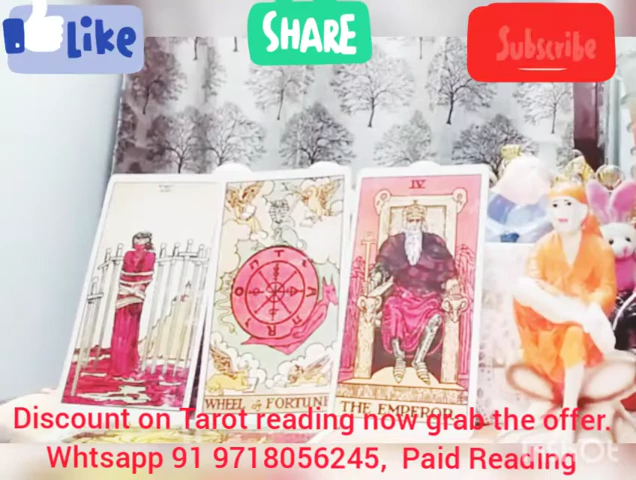 Like
SHARE
Subscribe
IV
WHEEL of FORTUNE
THE EMPEROR
Discount on Tarot reading now grab the offer.
Whtsapp 91 9718056245, Paid Reading